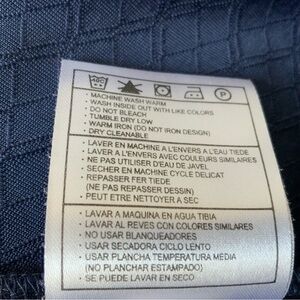 • MACHINE WASH WARM
• WASH INSIDE OUT WITH LIKE COLORS
• DO NOT BLEACH
• TUMBLE DRY LOW
• WARM IRON (DO NOT IRON DESIGN)
• DRY CLEANABLE
• LAVER EN MACHINE A L'ENVERS A L'EAU TIEDE
• LAVER A L'ENVERS AVEC COULEURS SIMILAIRES
• NE PAS UTILISER D'EAU DE JAVEL
• SECHER EN MACHINE CYCLE DELICAT
• REPASSER FER TIEDE
(NE PAS REPASSER DESSIN)
• PEUT ETRE NETTOYER A SEC
• LAVAR A MAQUINA EN AGUA TIBIA
• LAVAR AL REVES CON COLORES SIMILARES
• NO USAR BLANQUEADORES
• USAR SECADORA CICLO LENTO
• USAR PLANCHA TEMPERATURA MEDIA
(NO PLANCHAR ESTAMPADO)
• SE PUEDE LAVAR EN SECO